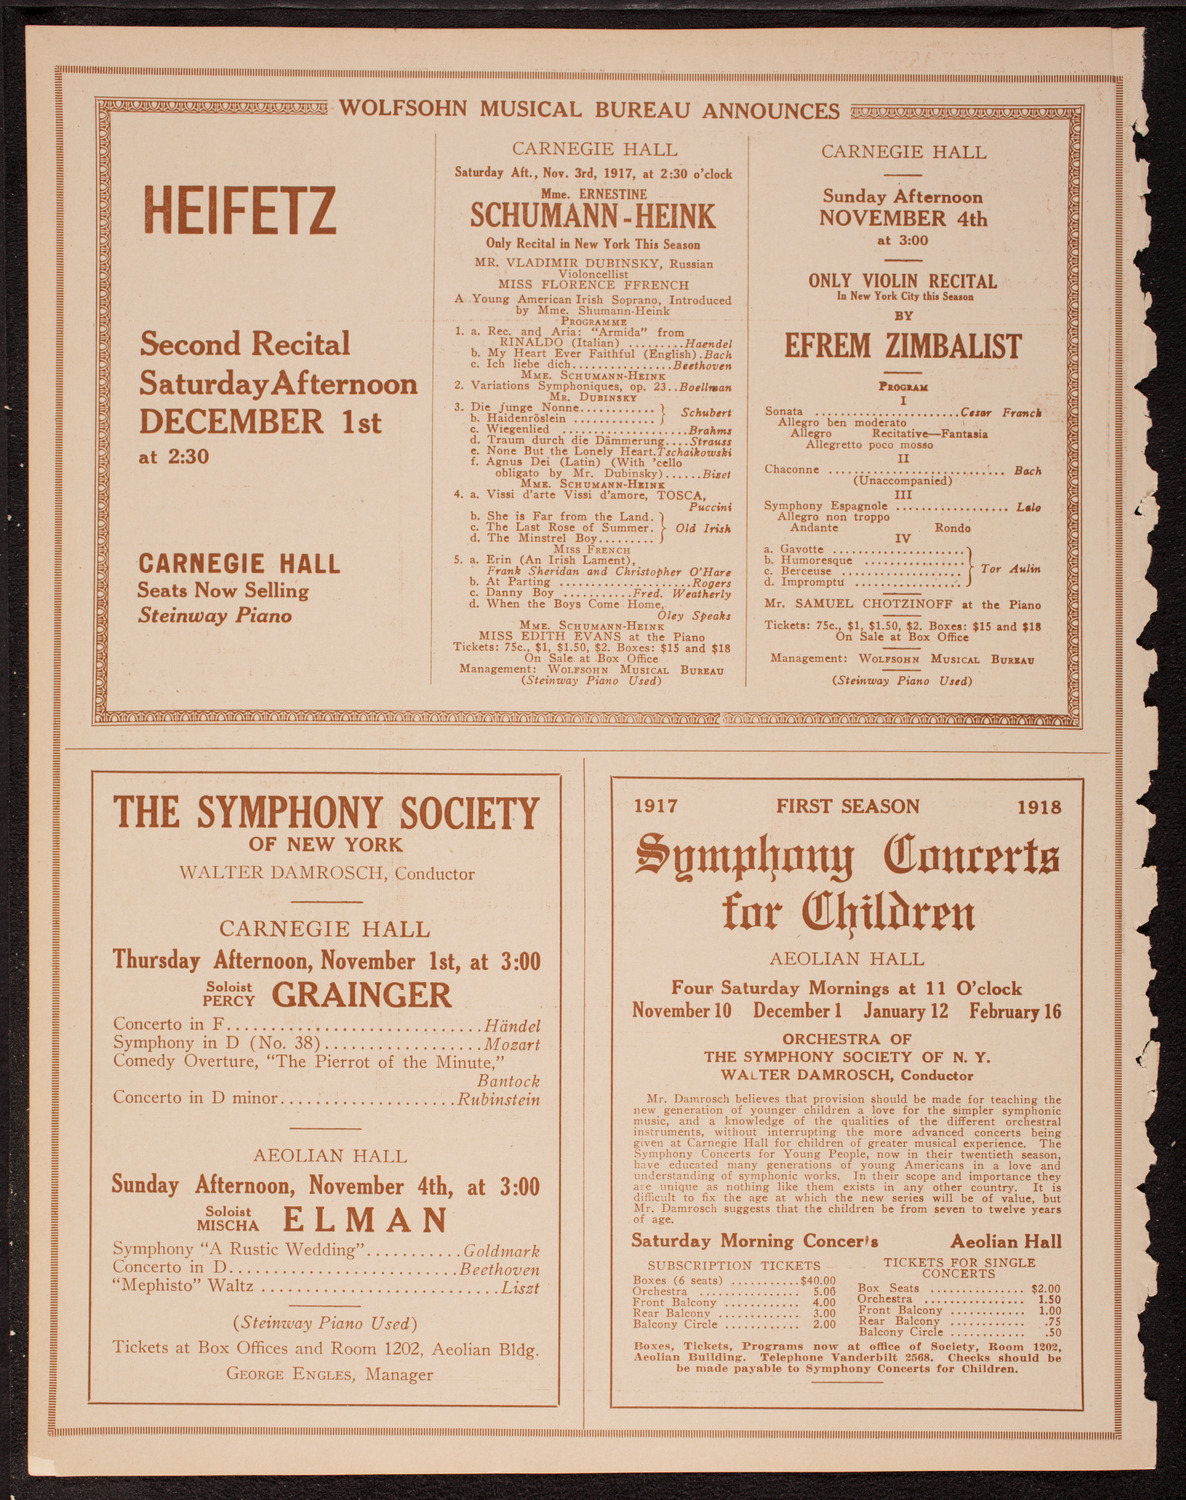 WOLFSOHN MUSICAL BUREAU ANNOUNCES
HEIFETZ
Second Recital
Saturday Afternoon
DECEMBER 1st
at 2:30
CARNEGIE HALL
Seats Now Selling
Steinway Piano
CARNEGIE HALL
Saturday Aft., Nov. 3rd, 1917, at 2:30 o'clock
Mme. ERNESTINE
SCHUMANN-HEINK
Only Recital in New York This Season
MR. VLADIMIR DUBINSKY, Russian
Violoncellist
MISS FLORENCE FFRENCH
A Young American Irish Soprano, Introduced
by Mme. Shumann-Heink
PROGRAMME
1. a. Rec. and Aria: "Armida" from
RINALDO (Italian) .........Haendel
b. My Heart Ever Faithful (English).Bach
c. Ich liebe dich................Beethoven
MME. SCHUMANN-HEINK
2. Variations Symphoniques, op. 23..Boellman
MR. DUBINSKY
3. Die Junge Nonne............ } Schubert
b. Haidenröslein .............
c. Wiegenlied ....................Brahms
d. Traum durch die Dämmerung....Strauss
e. None But the Lonely Heart.Tschaikowski
f. Agnus Dei (Latin) (With 'cello
obligato by Mr. Dubinsky)......Bizet
MME. SCHUMANN-HEINK
4. a. Vissi d'arte Vissi d'amore, TOSCA,
Puccini
b. She is Far from the Land. }
c. The Last Rose of Summer. } Old Irish
d. The Minstrel Boy......... }
MISS FRENCH
5. a. Erin (An Irish Lament),
Frank Sheridan and Christopher O'Hare
b. At Parting ....................Rogers
c. Danny Boy ...........Fred. Weatherly
d. When the Boys Come Home,
Oley Speaks
MME. SCHUMANN-HEINK
MISS EDITH EVANS at the Piano
Tickets: 75c., $1, $1.50, $2. Boxes: $15 and $18
On Sale at Box Office
Management: WOLFSOHN MUSICAL BUREAU
(Steinway Piano Used)
CARNEGIE HALL
Sunday Afternoon
NOVEMBER 4th
at 3:00
ONLY VIOLIN RECITAL
In New York City this Season
BY
EFREM ZIMBALIST
PROGRAM
I
Sonata ......................Cesar Franck
Allegro ben moderato
Allegro Recitative—Fantasia
Allegretto poco mosso
II
Chaconne ........................... Bach
(Unaccompanied)
III
Symphony Espagnole ................. Lalo
Allegro non troppo
Andante Rondo
IV
a. Gavotte .....................}
b. Humoresque ................
c. Berceuse .................... } Tor Aulin
d. Impromptu ..................
Mr. SAMUEL CHOTZINOFF at the Piano
Tickets: 75c., $1, $1.50, $2. Boxes: $15 and $18
On Sale at Box Office
Management: WOLFSOHN MUSICAL BUREAU
(Steinway Piano Used)
THE SYMPHONY SOCIETY
OF NEW YORK
WALTER DAMROSCH, Conductor
CARNEGIE HALL
Thursday Afternoon, November 1st, at 3:00
Soloist
PERCY GRAINGER
Concerto in F.............................Händel
Symphony in D (No. 38)..................Mozart
Comedy Overture, "The Pierrot of the Minute,"
Bantock
Concerto in D minor....................Rubinstein
AEOLIAN HALL
Sunday Afternoon, November 4th, at 3:00
Soloist
MISCHA ELMAN
Symphony "A Rustic Wedding"...........Goldmark
Concerto in D..........................Beethoven
"Mephisto" Waltz ...........................Liszt
(Steinway Piano Used)
Tickets at Box Offices and Room 1202, Aeolian Bldg.
GEORGE ENGLES, Manager
1917 FIRST SEASON 1918
Symphony Concerts
for Children
AEOLIAN HALL
Four Saturday Mornings at 11 O'clock
November 10 December 1 January 12 February 16
ORCHESTRA OF
THE SYMPHONY SOCIETY OF N. Y.
WALTER DAMROSCH, Conductor
Mr. Damrosch believes that provision should be made for teaching the
new generation of younger children a love for the simpler symphonic
music, and a knowledge of the qualities of the different orchestral
instruments, without interrupting the more advanced concerts being
given at Carnegie Hall for children of greater musical experience. The
Symphony Concerts for Young People, now in their twentieth season,
have educated many generations of young Americans in a love and
understanding of symphonic works. In their scope and importance they
are unique as nothing like them exists in any other country. It is
difficult to fix the age at which the new series will be of value, but
Mr. Damrosch suggests that the children be from seven to twelve years
of age.
Saturday Morning Concerts Aeolian Hall
SUBSCRIPTION TICKETS
Boxes (6 seats) ...........$40.00
Orchestra ................ 5.00
Front Balcony ............ 4.00
Rear Balcony ............. 3.00
Balcony Circle ............ 2.00
TICKETS FOR SINGLE
CONCERTS
Box Seats ............... $2.00
Orchestra ................ 1.50
Front Balcony ............ 1.00
Rear Balcony ............ .75
Balcony Circle ............ .50
Boxes, Tickets, Programs now at office of Society, Room 1202,
Aeolian Building. Telephone Vanderbilt 2568. Checks should be
be made payable to Symphony Concerts for Children.